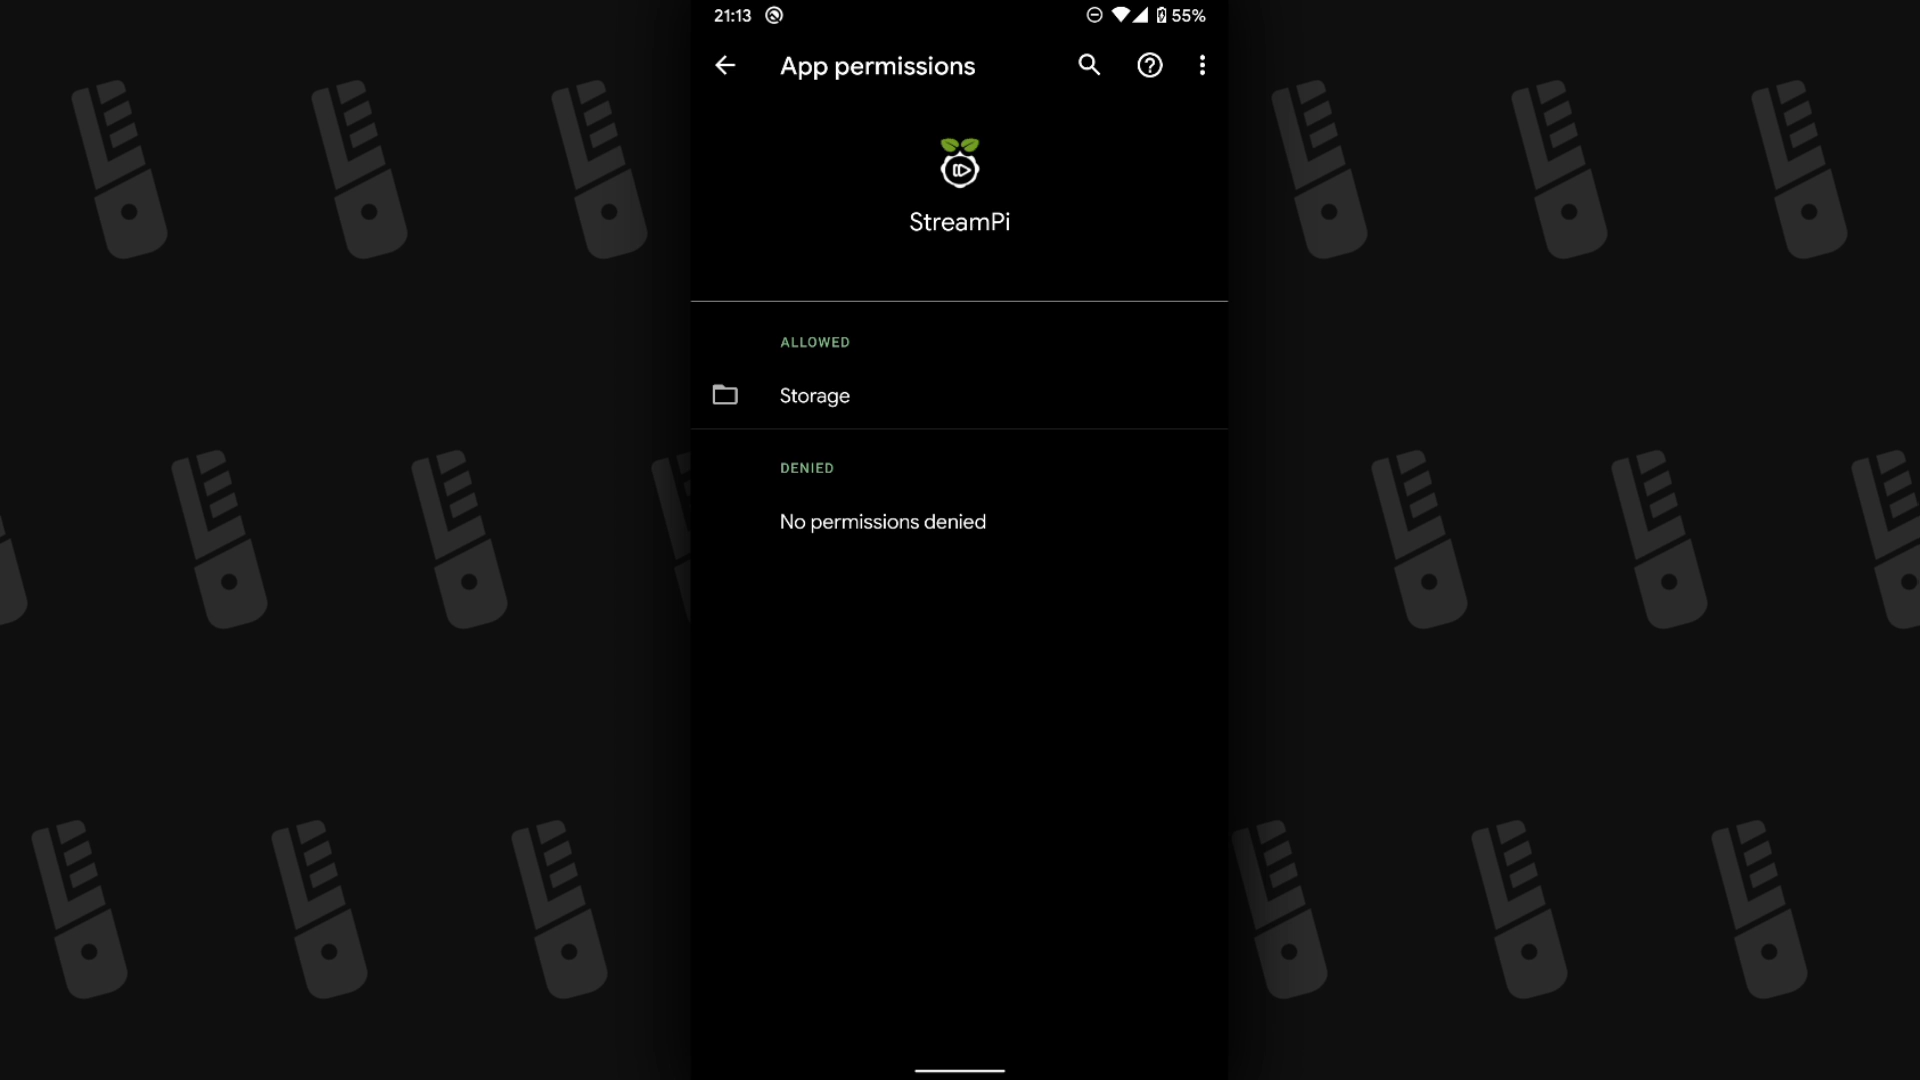 21:13
55%
App permissions
StreamPi
ALLOWED
Storage
DENIED
No permissions denied